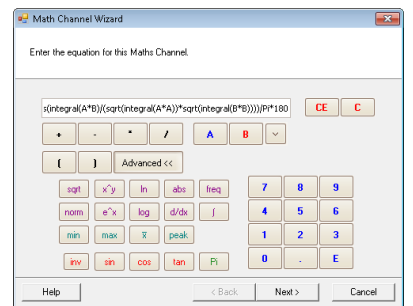 Math Channel Wizard
Enter the equation for this Maths Channel.
s(integral(A*B)/(sqrt(integral(A*A))*sqrt(integral(B*B))))/Pi*180 CE C
+ - * / A B
( ) Advanced <<
sqrt x^y ln abs freq 7 8 9
norm e^x log d/dx ∫ 4 5 6
min max x̅ peak 1 2 3
inv sin cos tan Pi 0 . E
Help < Back Next > Cancel